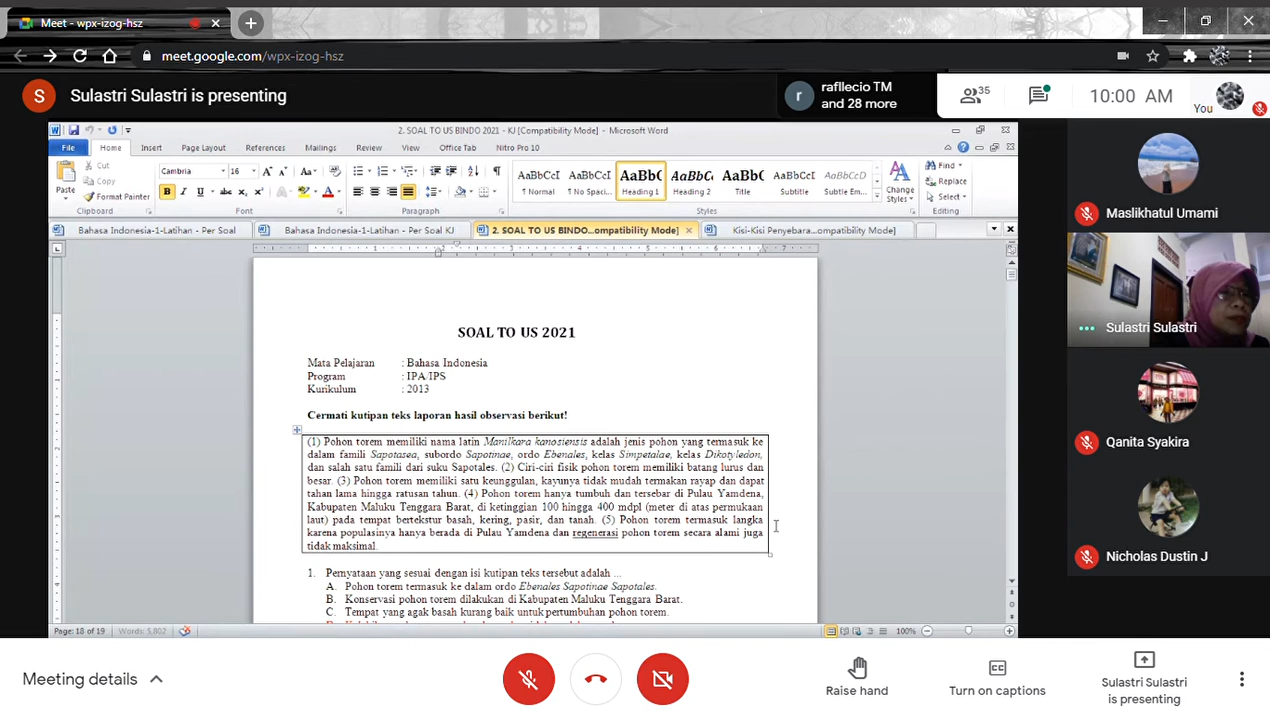 Meet - wpx-izog-hsz
meet.google.com/wpx-izog-hsz
S
Sulastri Sulastri is presenting
r
rafllecio TM
and 28 more
35
10:00 AM
You
2. SOAL TO US BINDO 2021 - KJ [Compatibility Mode] - Microsoft Word
File
Home
Insert
Page Layout
References
Mailings
Review
View
Office Tab
Nitro Pro 10
Paste
Cut
Copy
Format Painter
Clipboard
Cambria
16
Font
Paragraph
AaBbCcI
¶ Normal
AaBbCcI
¶ No Spaci...
AaBbC
Heading 1
AaBbC
Heading 2
AaBb(
Title
AaBbCcI
Subtitle
AaBbCcD
Subtle Em...
Change
Styles
Styles
Find
Replace
Select
Editing
Bahasa Indonesia-1-Latihan - Per Soal
Bahasa Indonesia-1-Latihan - Per Soal KJ
2. SOAL TO US BINDO...ompatibility Mode]
Kisi-Kisi Penyebara...ompatibility Mode]
SOAL TO US 2021
Mata Pelajaran : Bahasa Indonesia
Program : IPA/IPS
Kurikulum : 2013
Cermati kutipan teks laporan hasil observasi berikut!
(1) Pohon torem memiliki nama latin Manilkara kanosiensis adalah jenis pohon yang termasuk ke
dalam famili Sapotasea, subordo Sapotinae, ordo Ebenales, kelas Simpetalae, kelas Dikotyledon,
dan salah satu famili dari suku Sapotales. (2) Ciri-ciri fisik pohon torem memiliki batang lurus dan
besar. (3) Pohon torem memiliki satu keunggulan, kayunya tidak mudah termakan rayap dan dapat
tahan lama hingga ratusan tahun. (4) Pohon torem hanya tumbuh dan tersebar di Pulau Yamdena,
Kabupaten Maluku Tenggara Barat, di ketinggian 100 hingga 400 mdpl (meter di atas permukaan
laut) pada tempat bertekstur basah, kering, pasir, dan tanah. (5) Pohon torem termasuk langka
karena populasinya hanya berada di Pulau Yamdena dan regenerasi pohon torem secara alami juga
tidak maksimal.
1. Pernyataan yang sesuai dengan isi kutipan teks tersebut adalah ...
A. Pohon torem termasuk ke dalam ordo Ebenales Sapotinae Sapotales.
B. Konservasi pohon torem dilakukan di Kabupaten Maluku Tenggara Barat.
C. Tempat yang agak basah kurang baik untuk pertumbuhan pohon torem.
Page: 18 of 19
Words: 5,802
100%
Maslikhatul Umami
Sulastri Sulastri
Qanita Syakira
Nicholas Dustin J
Meeting details
Raise hand
Turn on captions
Sulastri Sulastri
is presenting